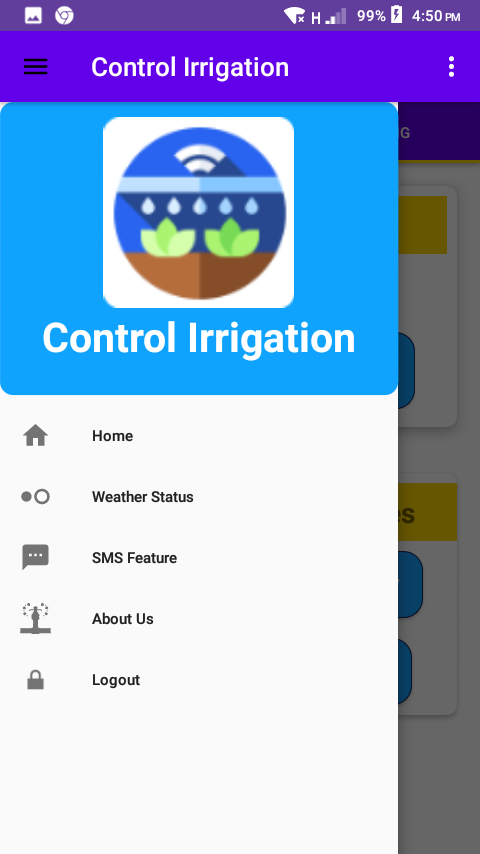 H 99% 4:50 PM
Control Irrigation
G
Control Irrigation
Home
es
Weather Status
SMS Feature
About Us
Logout